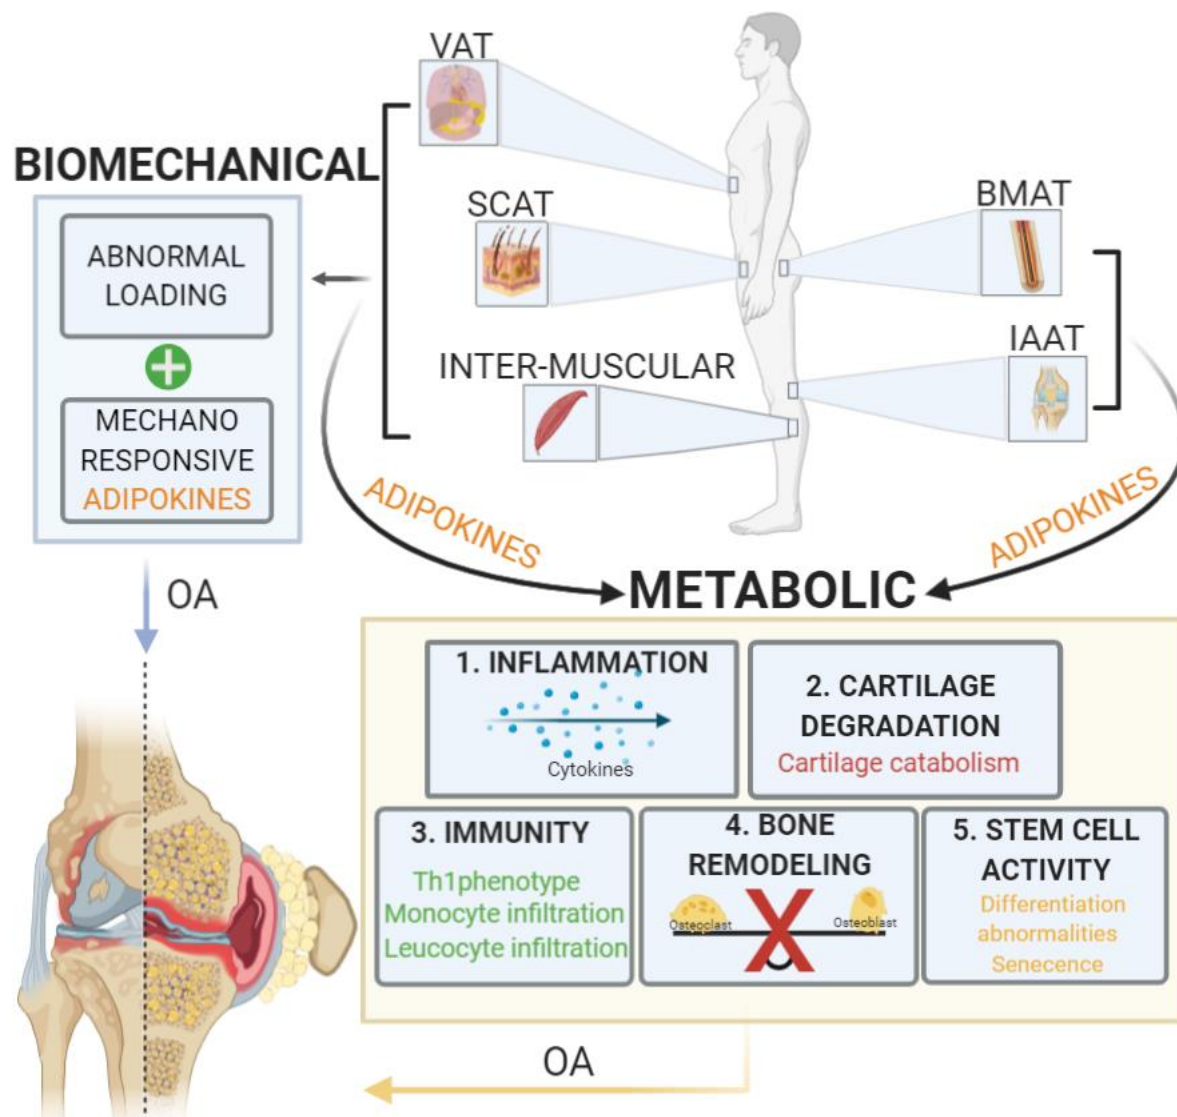 VAT
BIOMECHANICAL
SCAT
BMAT
ABNORMAL
LOADING
IAAT
INTER-MUSCULAR
MECHANO
RESPONSIVE
ADIPOKINES
ADIPOKINES
ADIPOKINES
OA
METABOLIC
1. INFLAMMATION
Cytokines
2. CARTILAGE
DEGRADATION
Cartilage catabolism
3. IMMUNITY
Th1phenotype
Monocyte infiltration
Leucocyte infiltration
4. BONE
REMODELING
Osteoclast
Osteoblast
5. STEM CELL
ACTIVITY
Differentiation
abnormalities
Senecence
OA